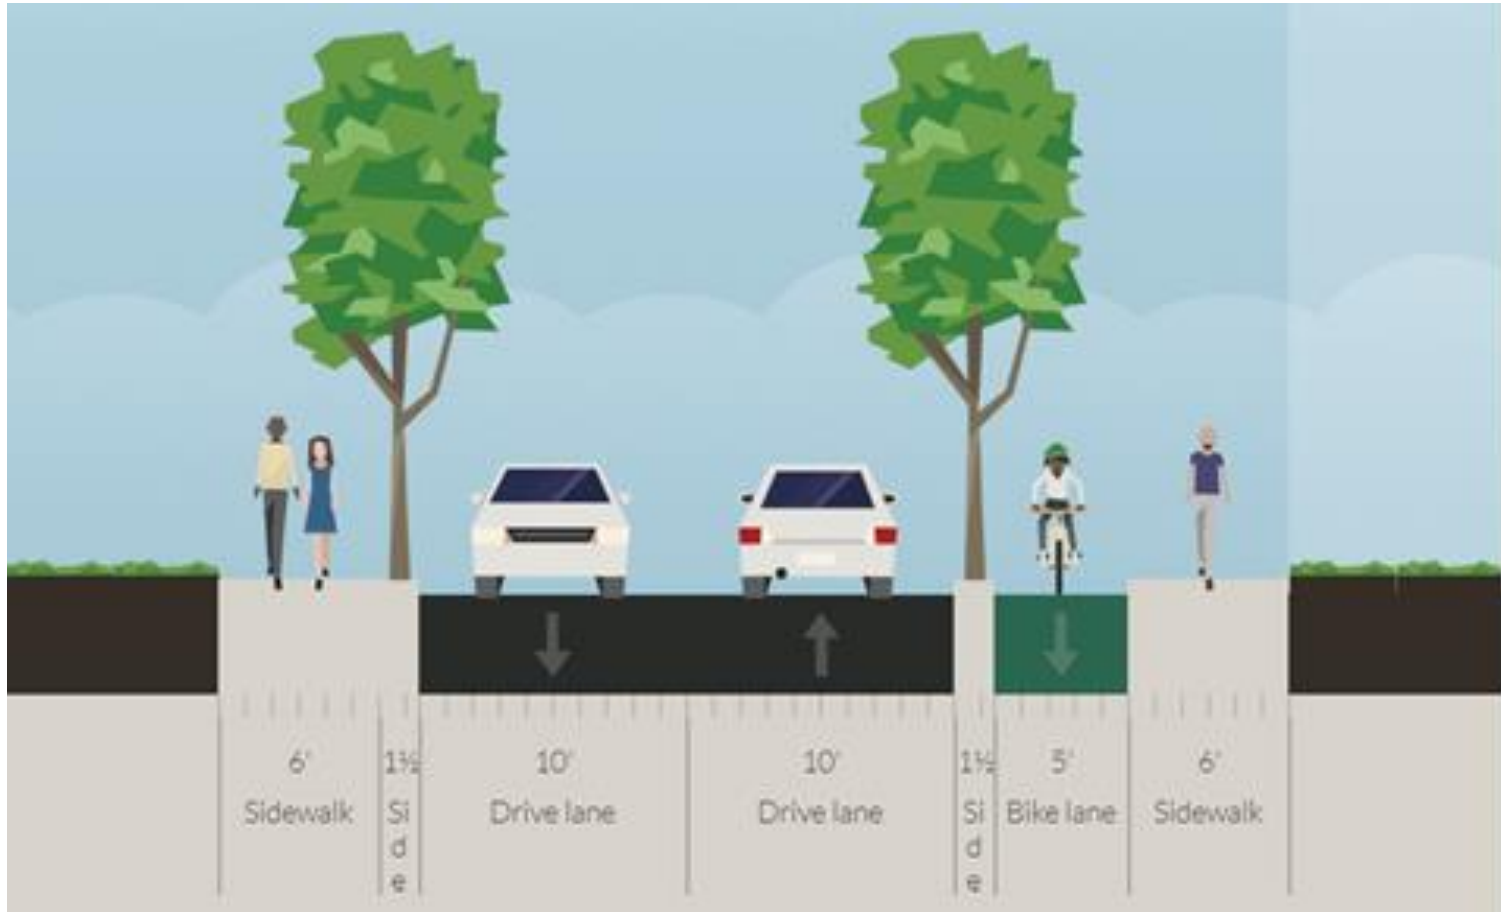 6' 1½ 10' 10' 1½ 5' 6'
Sidewalk Si Drive lane Drive lane Si Bike lane Sidewalk
d d
e e